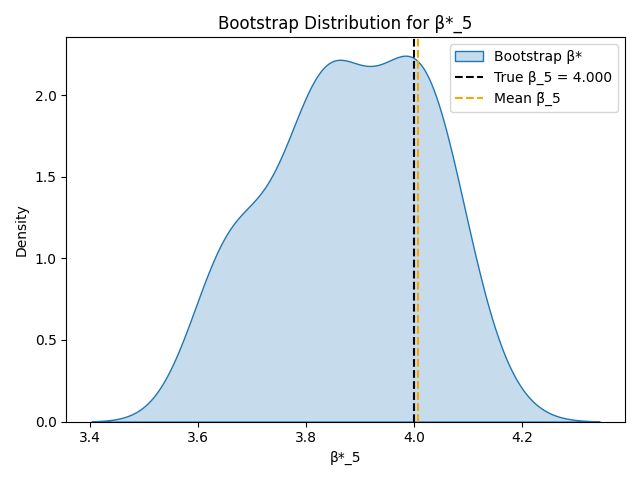 Bootstrap Distribution for β*_5
Bootstrap β*
True β_5 = 4.000
Mean β̄_5
Density
2.0
1.5
1.0
0.5
0.0
3.4
3.6
3.8
4.0
4.2
β*_5